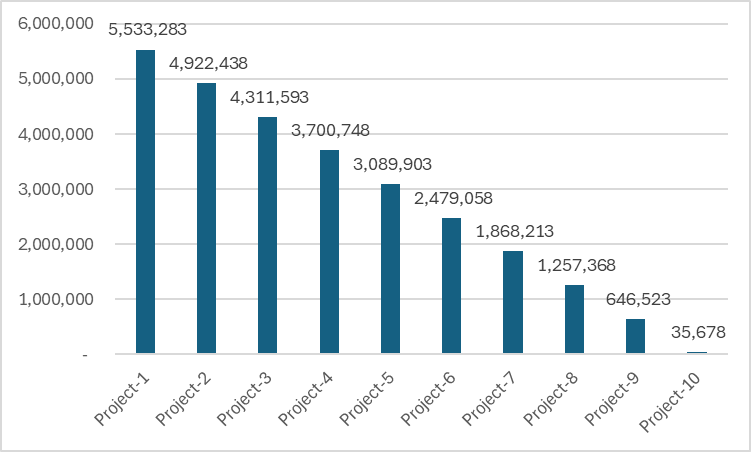 6,000,000
5,000,000
4,000,000
3,000,000
2,000,000
1,000,000
-
5,533,283
4,922,438
4,311,593
3,700,748
3,089,903
2,479,058
1,868,213
1,257,368
646,523
35,678
Project-1
Project-2
Project-3
Project-4
Project-5
Project-6
Project-7
Project-8
Project-9
Project-10